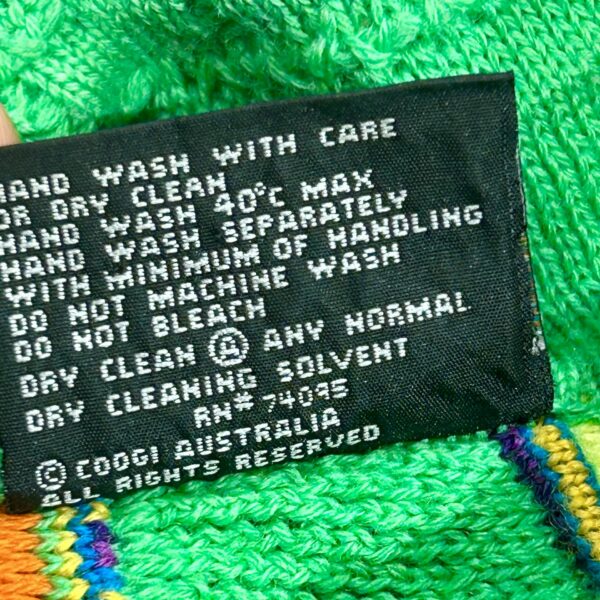 HAND WASH WITH CARE
OR DRY CLEAN
HAND WASH 40°C MAX
HAND WASH SEPARATELY
WITH MINIMUM OF HANDLING
DO NOT MACHINE WASH
DO NOT BLEACH
DRY CLEAN Ⓐ ANY NORMAL
DRY CLEANING SOLVENT
RN# 74095
© COOGI AUSTRALIA
ALL RIGHTS RESERVED